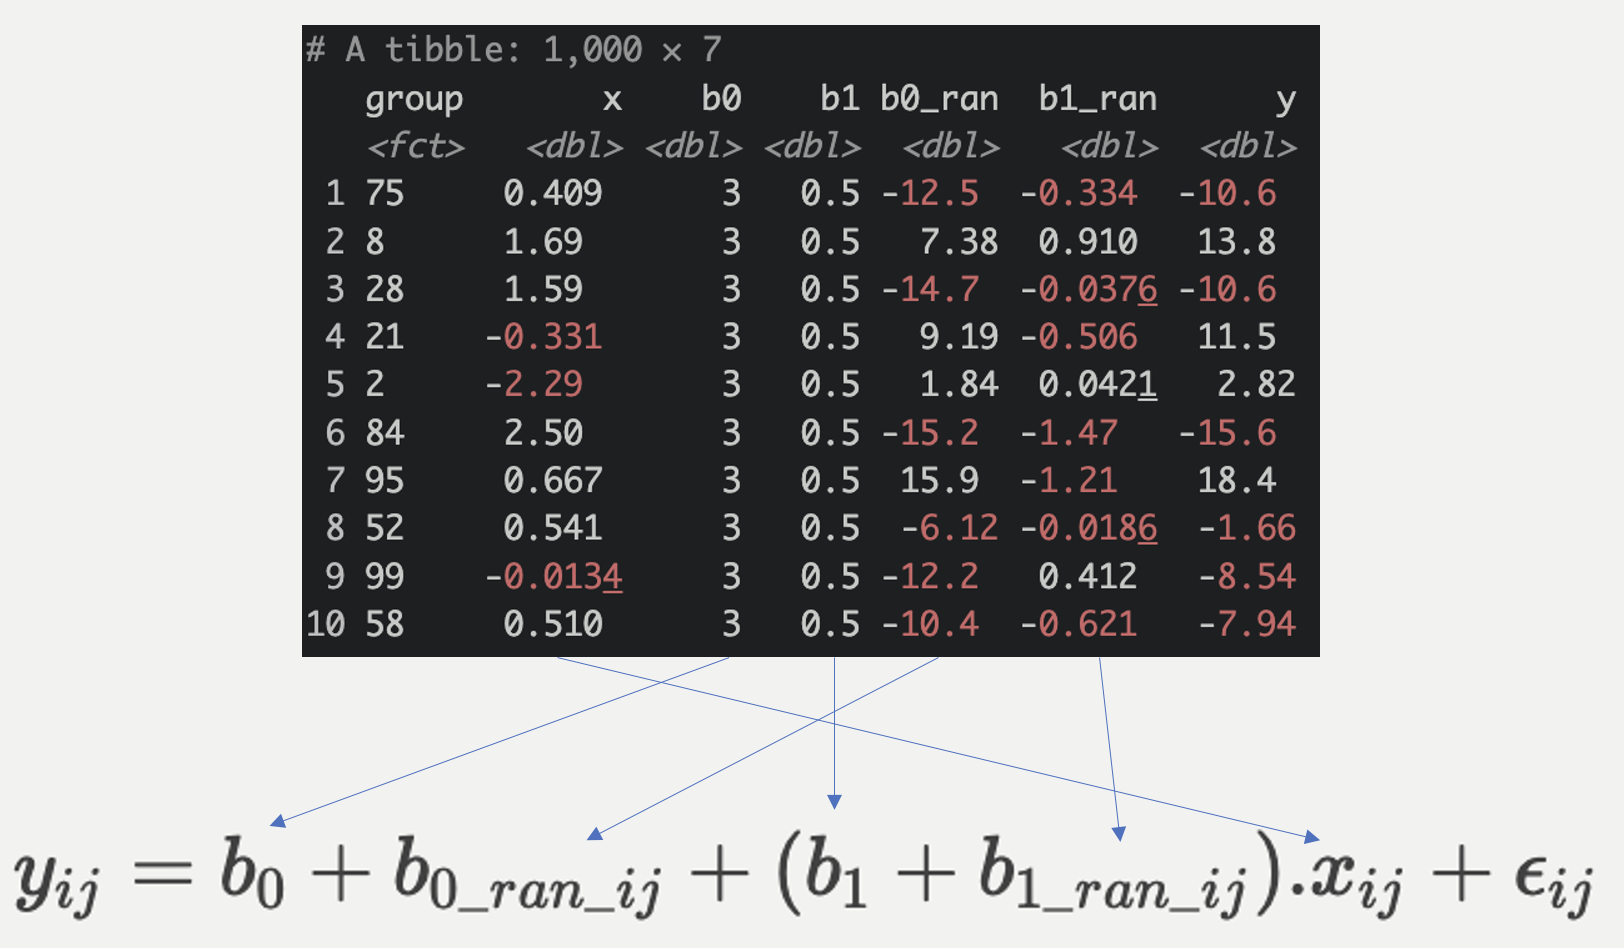 # A tibble: 1,000 × 7
group x b0 b1 b0_ran b1_ran y
<fct> <dbl> <dbl> <dbl> <dbl> <dbl> <dbl>
1 75 0.409 3 0.5 -12.5 -0.334 -10.6
2 8 1.69 3 0.5 7.38 0.910 13.8
3 28 1.59 3 0.5 -14.7 -0.0376 -10.6
4 21 -0.331 3 0.5 9.19 -0.506 11.5
5 2 -2.29 3 0.5 1.84 0.0421 2.82
6 84 2.50 3 0.5 -15.2 -1.47 -15.6
7 95 0.667 3 0.5 15.9 -1.21 18.4
8 52 0.541 3 0.5 -6.12 -0.0186 -1.66
9 99 -0.0134 3 0.5 -12.2 0.412 -8.54
10 58 0.510 3 0.5 -10.4 -0.621 -7.94
y_{ij} = b_0 + b_{0\_ran\_ij} + (b_1 + b_{1\_ran\_ij}).x_{ij} + ϵ_{ij}